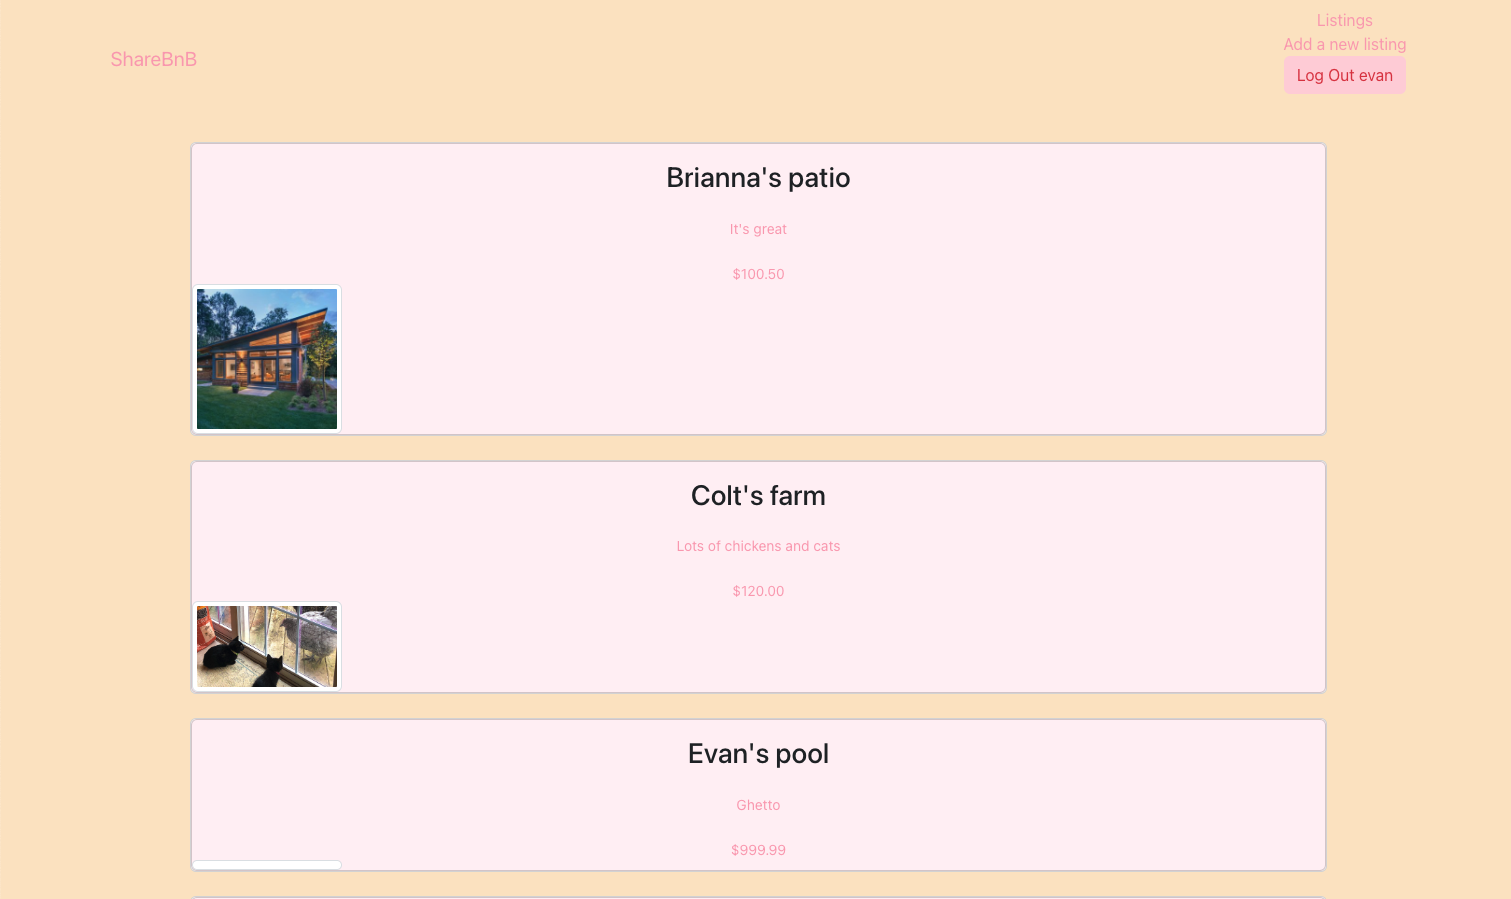 ShareBnB
Listings
Add a new listing
Log Out evan
Brianna's patio
It's great
$100.50
Colt's farm
Lots of chickens and cats
$120.00
Evan's pool
Ghetto
$999.99